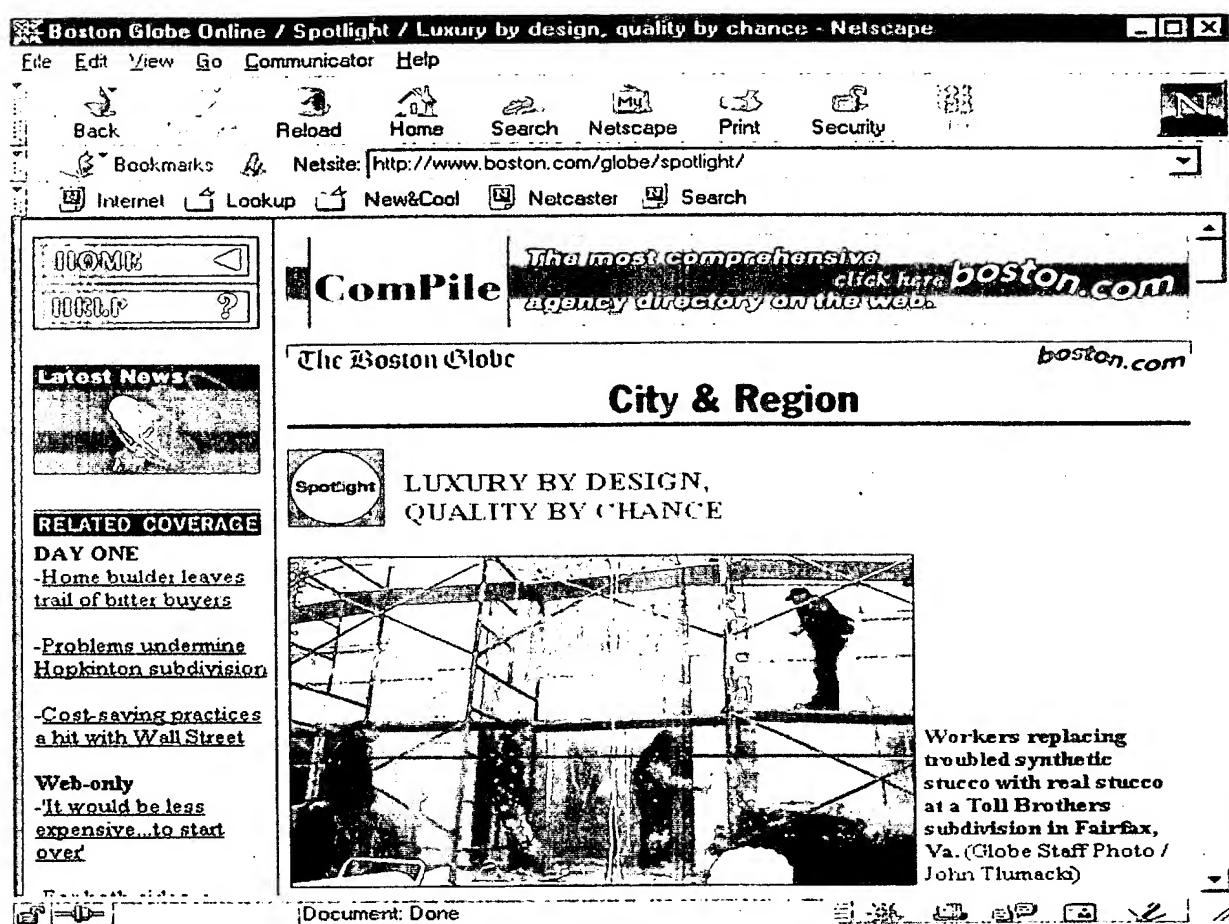 Boston Globe Online / Spotlight / Luxury by design, quality by chance - Netscape
File Edit View Go Communicator Help
Back Reload Home Search Netscape Print Security
Bookmarks Netsite: http://www.boston.com/globe/spotlight/
Internet Lookup New&Cool Netcaster Search
HOME
HELP ?
Latest News
RELATED COVERAGE
DAY ONE
-Home builder leaves
trail of bitter buyers
-Problems undermine
Hopkinton subdivision
-Cost-saving practices
a hit with Wall Street
Web-only
-'It would be less
expensive...to start
over'
ComPile
The most comprehensive
click here boston.com
agency directory on the web.
The Boston Globe
boston.com
City & Region
Spotlight
LUXURY BY DESIGN,
QUALITY BY CHANCE
Workers replacing
troubled synthetic
stucco with real stucco
at a Toll Brothers
subdivision in Fairfax,
Va. (Globe Staff Photo /
John Tlumacki)
Document: Done